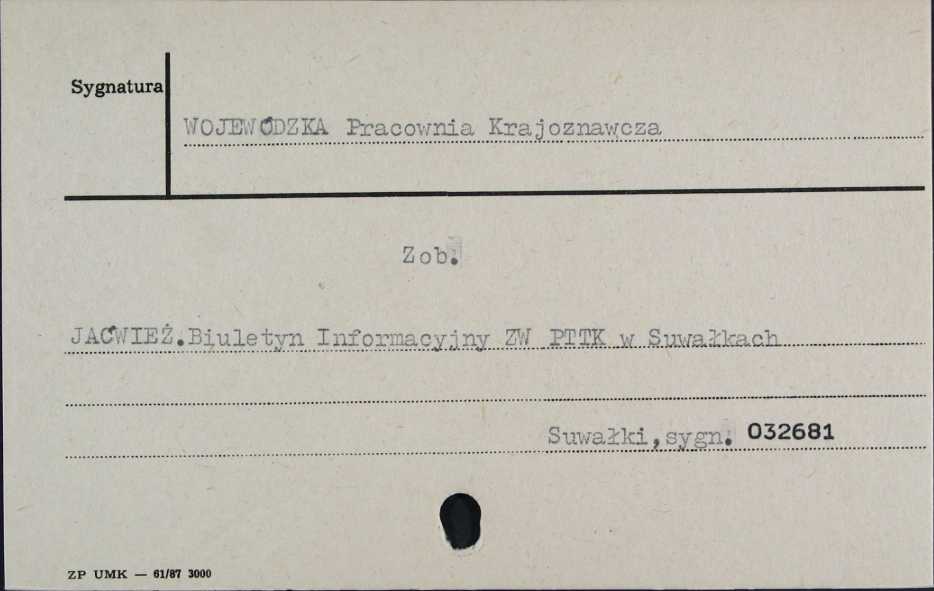 Sygnatura
WOJEWÓDZKA Pracownia Krajoznawcza
Zob.
JAĆWIEŻ.Biuletyn Informacyjny ZW PTTK w Suwałkach
Suwałki,sygn. 032681
ZP UMK — 61/87 3000